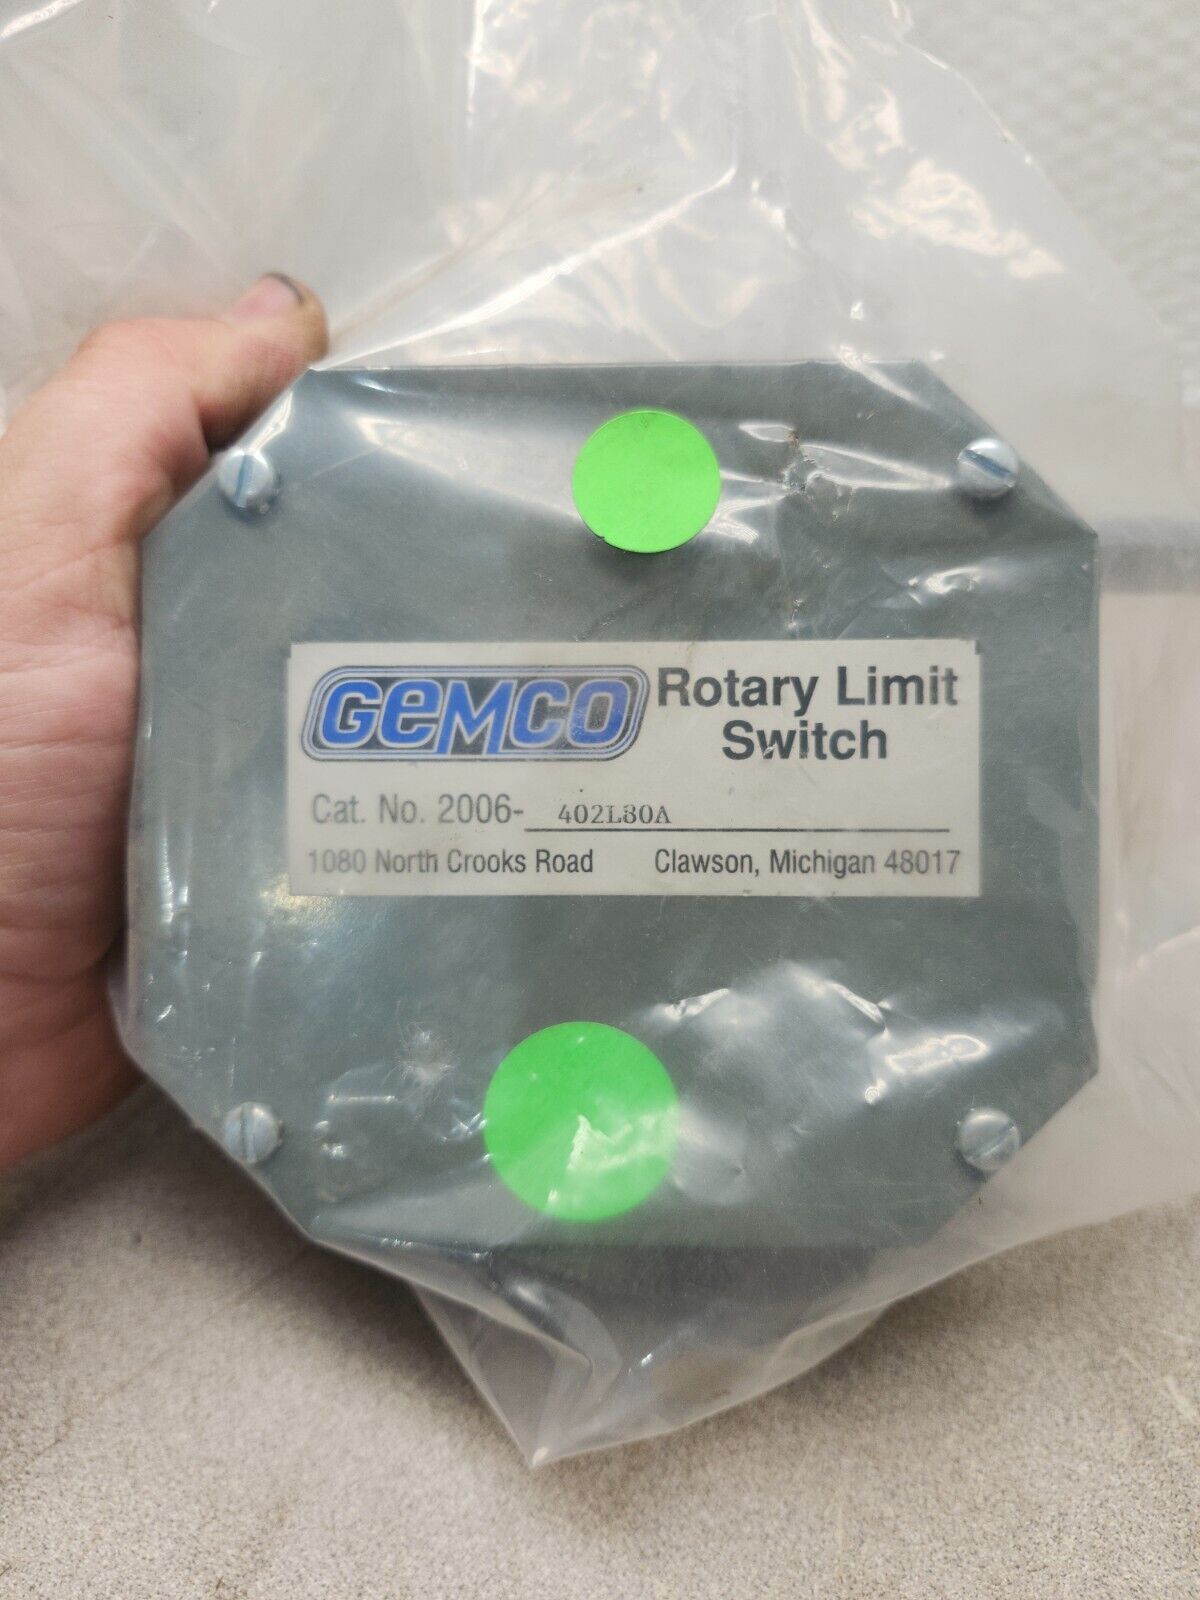 GEMCO Rotary Limit
Switch
Cat. No. 2006- 402L80A
1080 North Crooks Road Clawson, Michigan 48017